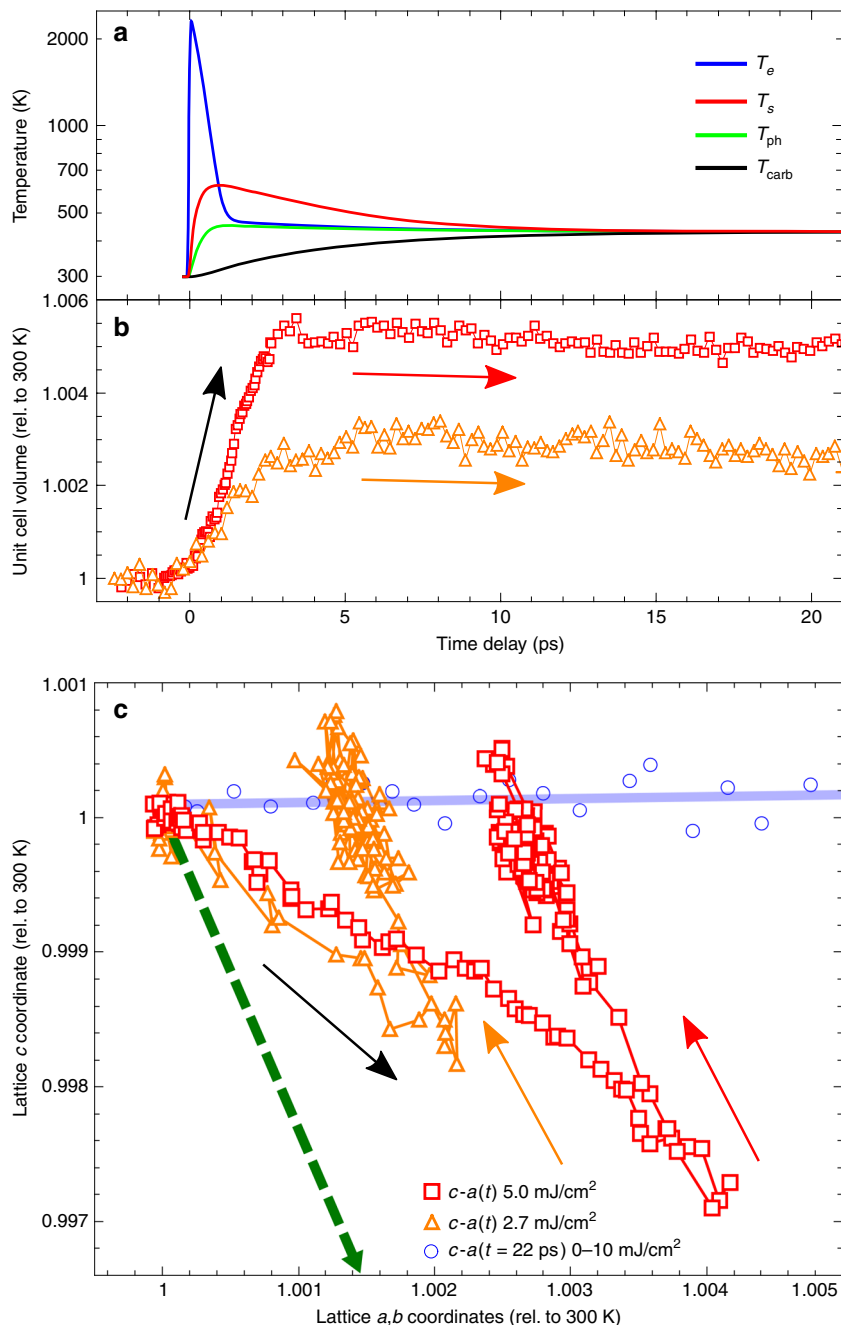 a
2000
1000
700
500
300
Temperature (K)
T_e
T_s
T_ph
T_carb
b
1.006
1.004
1.002
1
Unit cell volume (rel. to 300 K)
0 5 10 15 20
Time delay (ps)
c
1.001
1
0.999
0.998
0.997
Lattice c coordinate (rel. to 300 K)
c-a(t) 5.0 mJ/cm²
c-a(t) 2.7 mJ/cm²
c-a(t = 22 ps) 0–10 mJ/cm²
1 1.001 1.002 1.003 1.004 1.005
Lattice a,b coordinates (rel. to 300 K)